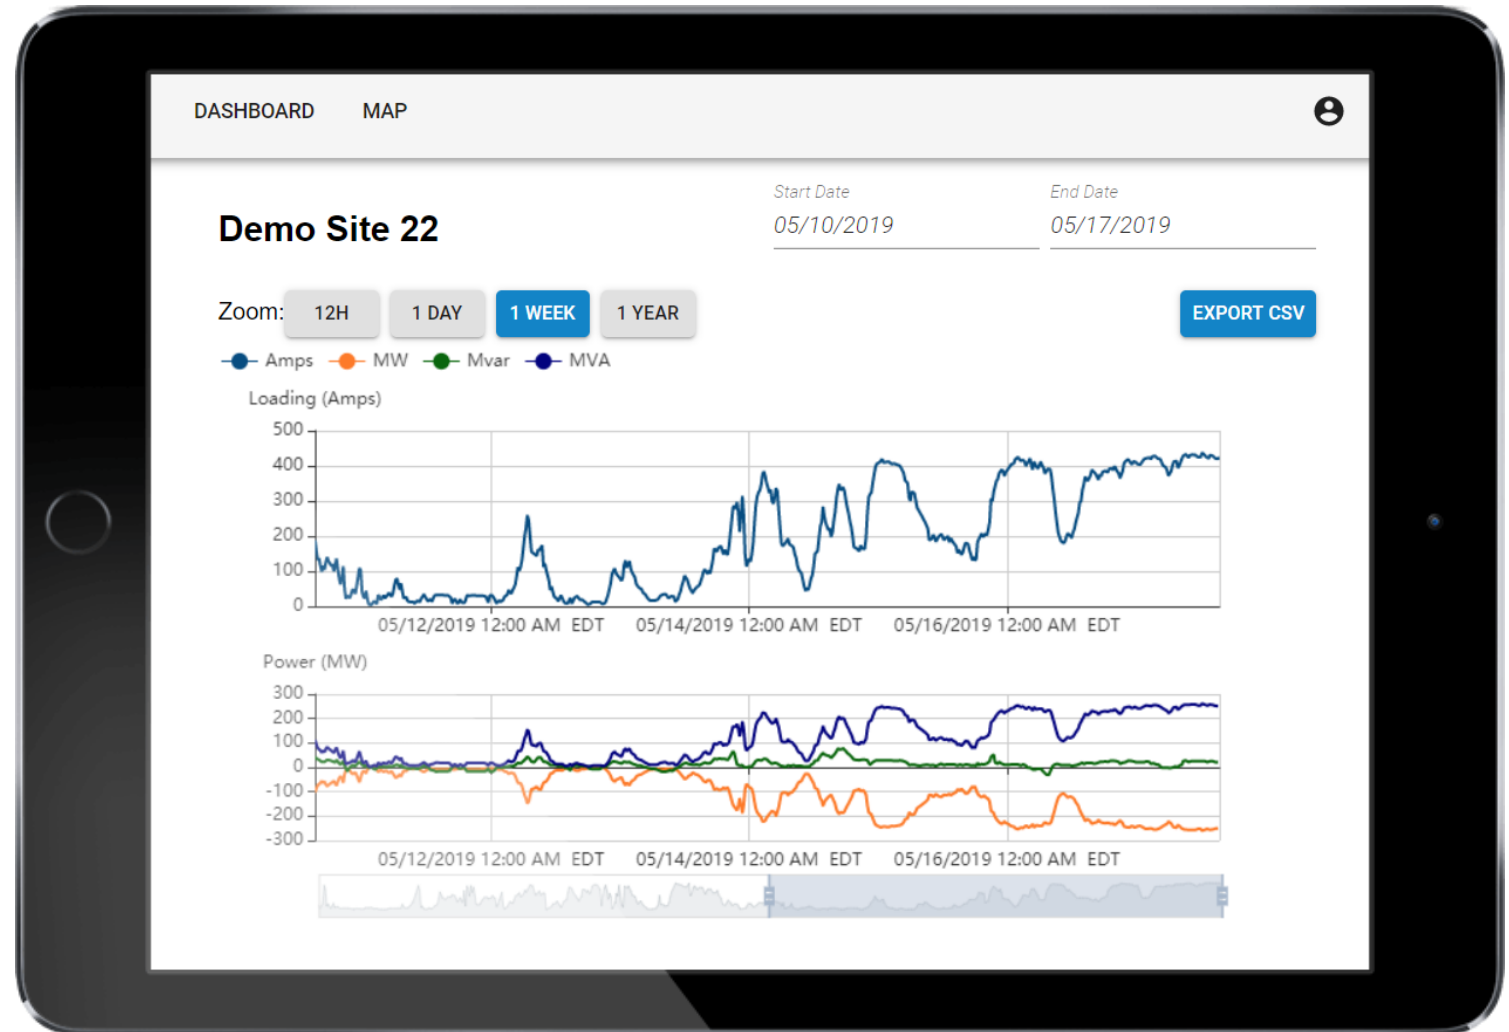 DASHBOARD MAP
Start Date End Date
Demo Site 22 05/10/2019 05/17/2019
Zoom: 12H 1 DAY 1 WEEK 1 YEAR EXPORT CSV
Amps MW Mvar MVA
Loading (Amps)
500
400
300
200
100
0
05/12/2019 12:00 AM EDT 05/14/2019 12:00 AM EDT 05/16/2019 12:00 AM EDT
Power (MW)
300
200
100
0
-100
-200
-300
05/12/2019 12:00 AM EDT 05/14/2019 12:00 AM EDT 05/16/2019 12:00 AM EDT